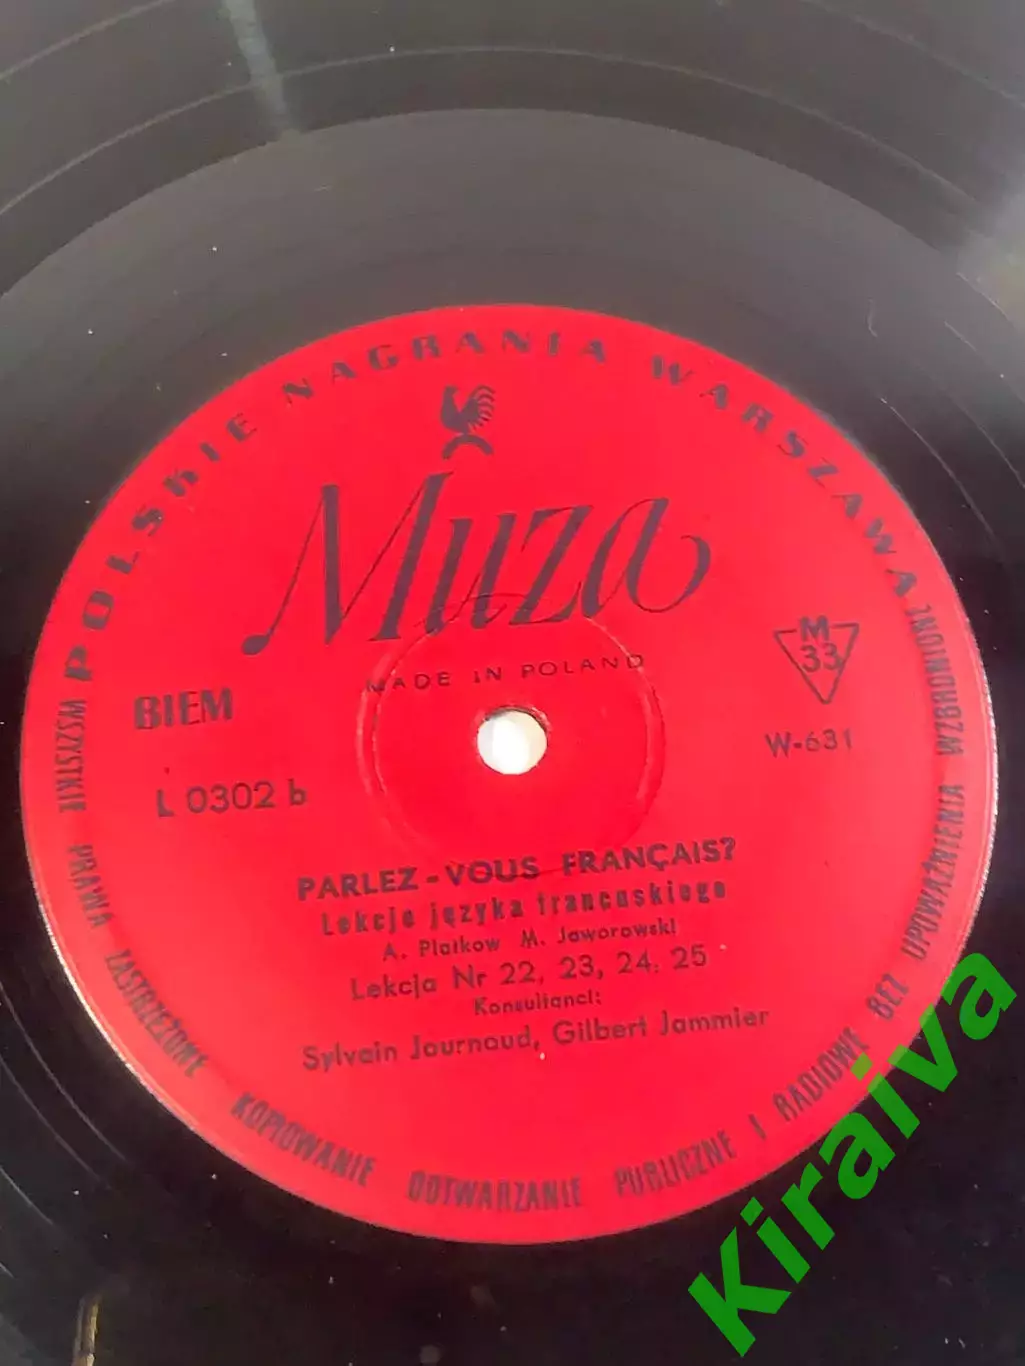 POLSKIE NAGRANIA WARSZAWA
Muza
MADE IN POLAND
BIEM
M
33
L 0302 b
W-631
PARLEZ-VOUS FRANÇAIS?
Lekcje języka francuskiego
A. Platkow M. Jaworowski
Lekcja Nr 22, 23, 24. 25
Konsultanci:
Sylvain Journaud, Gilbert Jammier
WSZYSTKIE PRAWA ZASTRZEŻONE KOPIOWANIE ODTWARZANIE PUBLICZNE I RADIOWE BEZ UPOWAŻNIENIA WZBRONIONE
Kiraiva